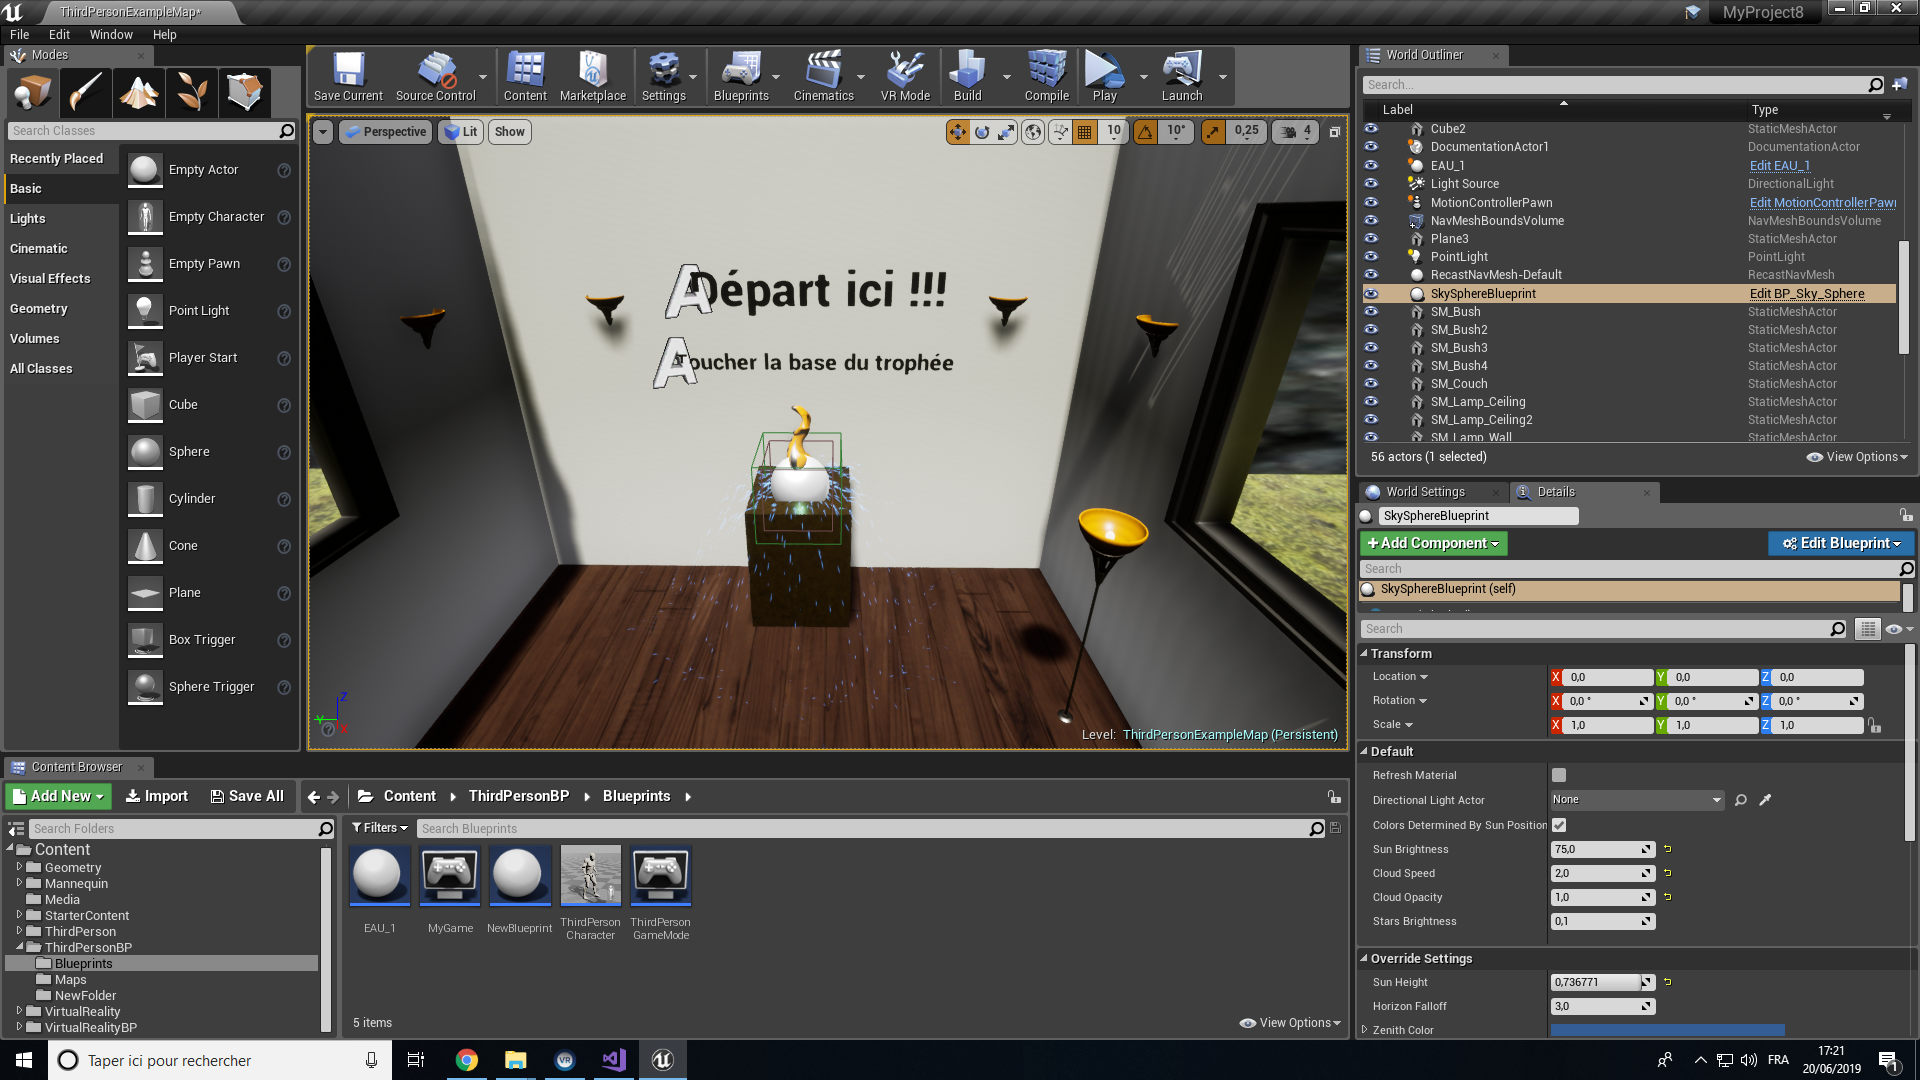 ThirdPersonExampleMap*
MyProject8
File Edit Window Help
Modes
Search Classes
Recently Placed
Basic
Lights
Cinematic
Visual Effects
Geometry
Volumes
All Classes
Empty Actor
Empty Character
Empty Pawn
Point Light
Player Start
Cube
Sphere
Cylinder
Cone
Plane
Box Trigger
Sphere Trigger
Save Current
Source Control
Content
Marketplace
Settings
Blueprints
Cinematics
VR Mode
Build
Compile
Play
Launch
Perspective
Lit
Show
10
10°
0,25
4
Départ ici !!!
Toucher la base du trophée
Level: ThirdPersonExampleMap (Persistent)
World Outliner
Search...
Label Type
Cube2 StaticMeshActor
DocumentationActor1 DocumentationActor
EAU_1 Edit EAU_1
Light Source DirectionalLight
MotionControllerPawn Edit MotionControllerPawn
NavMeshBoundsVolume NavMeshBoundsVolume
Plane3 StaticMeshActor
PointLight PointLight
RecastNavMesh-Default RecastNavMesh
SkySphereBlueprint Edit BP_Sky_Sphere
SM_Bush StaticMeshActor
SM_Bush2 StaticMeshActor
SM_Bush3 StaticMeshActor
SM_Bush4 StaticMeshActor
SM_Couch StaticMeshActor
SM_Lamp_Ceiling StaticMeshActor
SM_Lamp_Ceiling2 StaticMeshActor
SM_Lamp_Wall StaticMeshActor
56 actors (1 selected)
View Options
World Settings
Details
SkySphereBlueprint
+ Add Component
Edit Blueprint
Search
SkySphereBlueprint (self)
Search
Transform
Location X 0,0 Y 0,0 Z 0,0
Rotation X 0,0 ° Y 0,0 ° Z 0,0 °
Scale X 1,0 Y 1,0 Z 1,0
Default
Refresh Material
Directional Light Actor None
Colors Determined By Sun Position
Sun Brightness 75,0
Cloud Speed 2,0
Cloud Opacity 1,0
Stars Brightness 0,1
Override Settings
Sun Height 0,736771
Horizon Falloff 3,0
Zenith Color
Content Browser
Add New
Import
Save All
Content ThirdPersonBP Blueprints
Search Folders
Filters
Search Blueprints
Content
Geometry
Mannequin
Media
StarterContent
ThirdPerson
ThirdPersonBP
Blueprints
Maps
NewFolder
VirtualReality
VirtualRealityBP
EAU_1
MyGame
NewBlueprint
ThirdPerson
Character
ThirdPerson
GameMode
5 items
View Options
Taper ici pour rechercher
FRA
17:21
20/06/2019
1